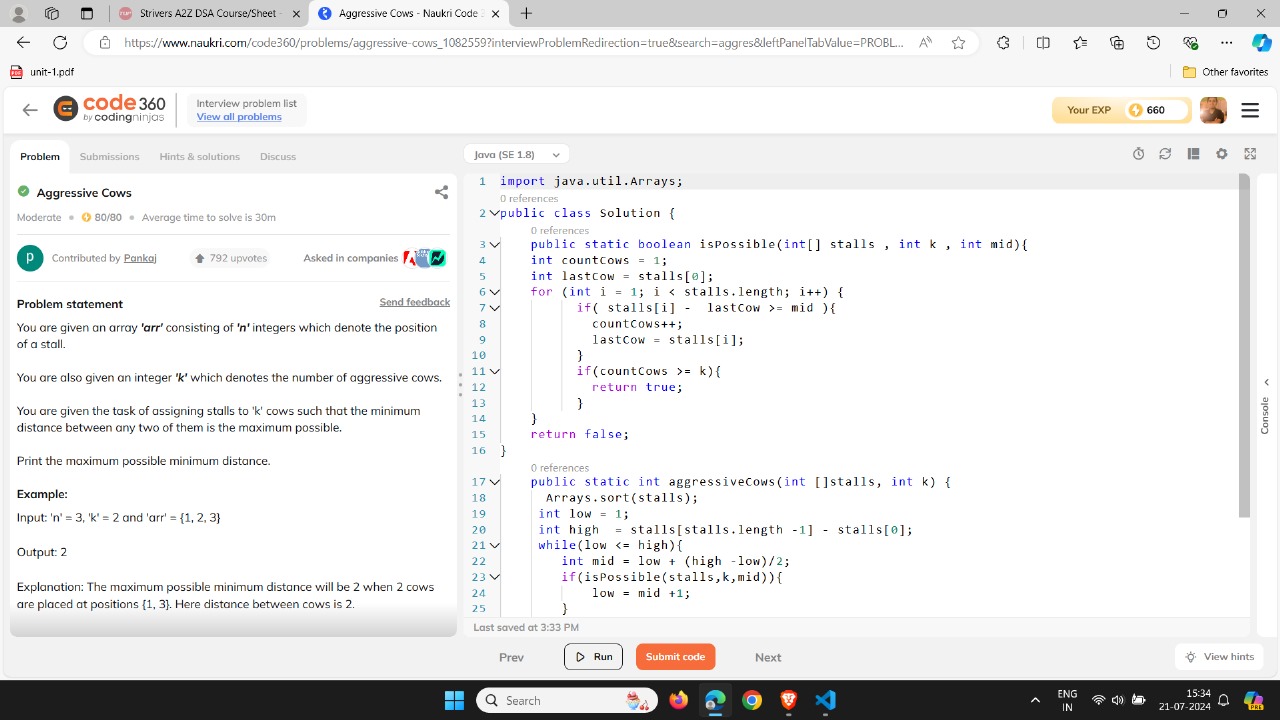 Strivers A2Z DSA Course/Sheet -
Aggressive Cows - Naukri Code 3
https://www.naukri.com/code360/problems/aggressive-cows_1082559?interviewProblemRedirection=true&search=aggres&leftPanelTabValue=PROBL...
unit-1.pdf
Other favorites
code 360
by codingninjas
Interview problem list
View all problems
Your EXP
660
Problem
Submissions
Hints & solutions
Discuss
Java (SE 1.8)
Aggressive Cows
Moderate
80/80
Average time to solve is 30m
p
Contributed by Pankaj
792 upvotes
Asked in companies
Problem statement
Send feedback
You are given an array 'arr' consisting of 'n' integers which denote the position
of a stall.
You are also given an integer 'k' which denotes the number of aggressive cows.
You are given the task of assigning stalls to 'k' cows such that the minimum
distance between any two of them is the maximum possible.
Print the maximum possible minimum distance.
Example:
Input: 'n' = 3, 'k' = 2 and 'arr' = {1, 2, 3}
Output: 2
Explanation: The maximum possible minimum distance will be 2 when 2 cows
are placed at positions {1, 3}. Here distance between cows is 2.
1 import java.util.Arrays;
0 references
2 public class Solution {
0 references
3 public static boolean isPossible(int[] stalls , int k , int mid){
4 int countCows = 1;
5 int lastCow = stalls[0];
6 for (int i = 1; i < stalls.length; i++) {
7 if( stalls[i] -  lastCow >= mid ){
8 countCows++;
9 lastCow = stalls[i];
10 }
11 if(countCows >= k){
12 return true;
13 }
14 }
15 return false;
16 }
0 references
17 public static int aggressiveCows(int []stalls, int k) {
18 Arrays.sort(stalls);
19 int low = 1;
20 int high  = stalls[stalls.length -1] - stalls[0];
21 while(low <= high){
22 int mid = low + (high -low)/2;
23 if(isPossible(stalls,k,mid)){
24 low = mid +1;
25 }
Console
Last saved at 3:33 PM
Prev
Run
Submit code
Next
View hints
Search
ENG
IN
15:34
21-07-2024
PRE